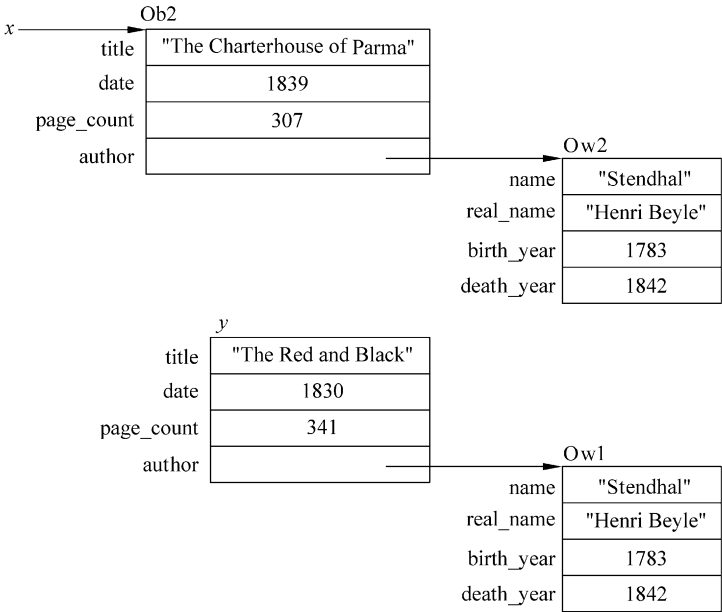 Ob2
x
title "The Charterhouse of Parma"
date 1839
page_count 307
author
Ow2
name "Stendhal"
real_name "Henri Beyle"
birth_year 1783
death_year 1842
y
title "The Red and Black"
date 1830
page_count 341
author
Ow1
name "Stendhal"
real_name "Henri Beyle"
birth_year 1783
death_year 1842